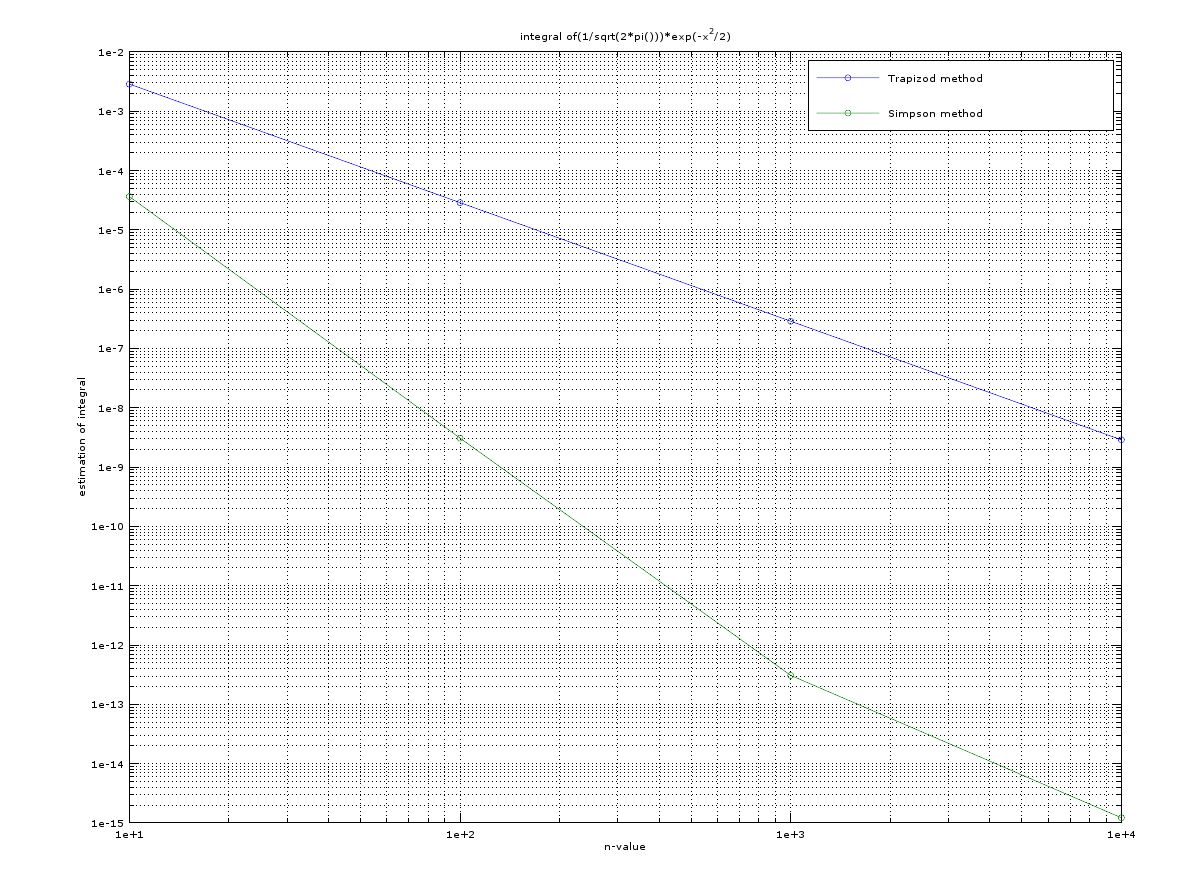 integral of(1/sqrt(2*pi()))*exp(-x²/2)
Trapizod method
Simpson method
1e-2
1e-3
1e-4
1e-5
1e-6
1e-7
1e-8
1e-9
1e-10
1e-11
1e-12
1e-13
1e-14
1e-15
estimation of integral
1e+1
1e+2
1e+3
1e+4
n-value